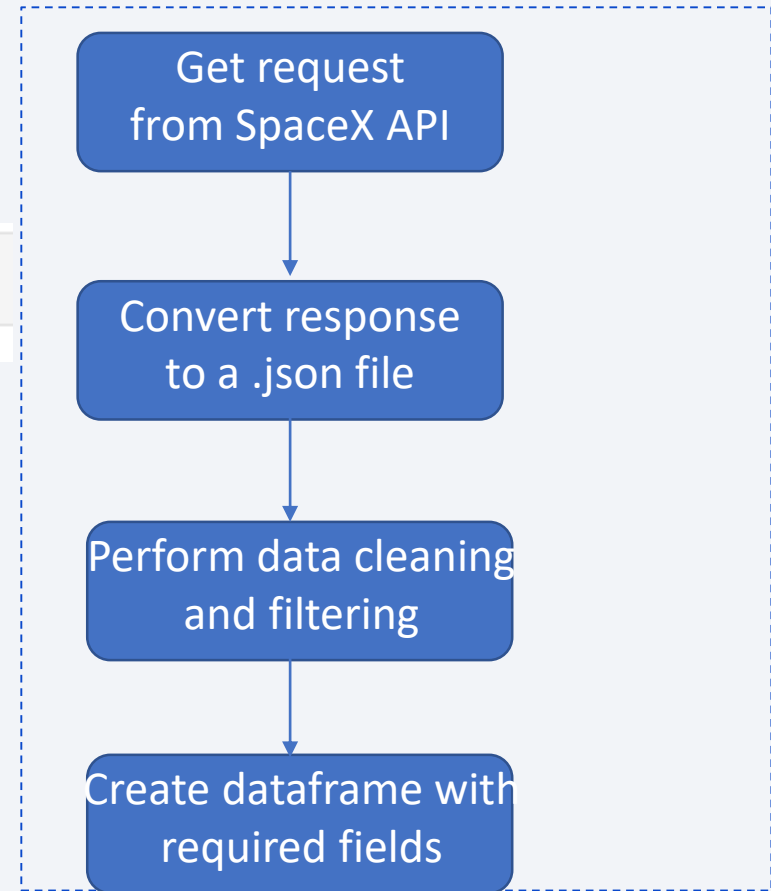 Get request
from SpaceX API
Convert response
to a .json file
Perform data cleaning
and filtering
Create dataframe with
required fields